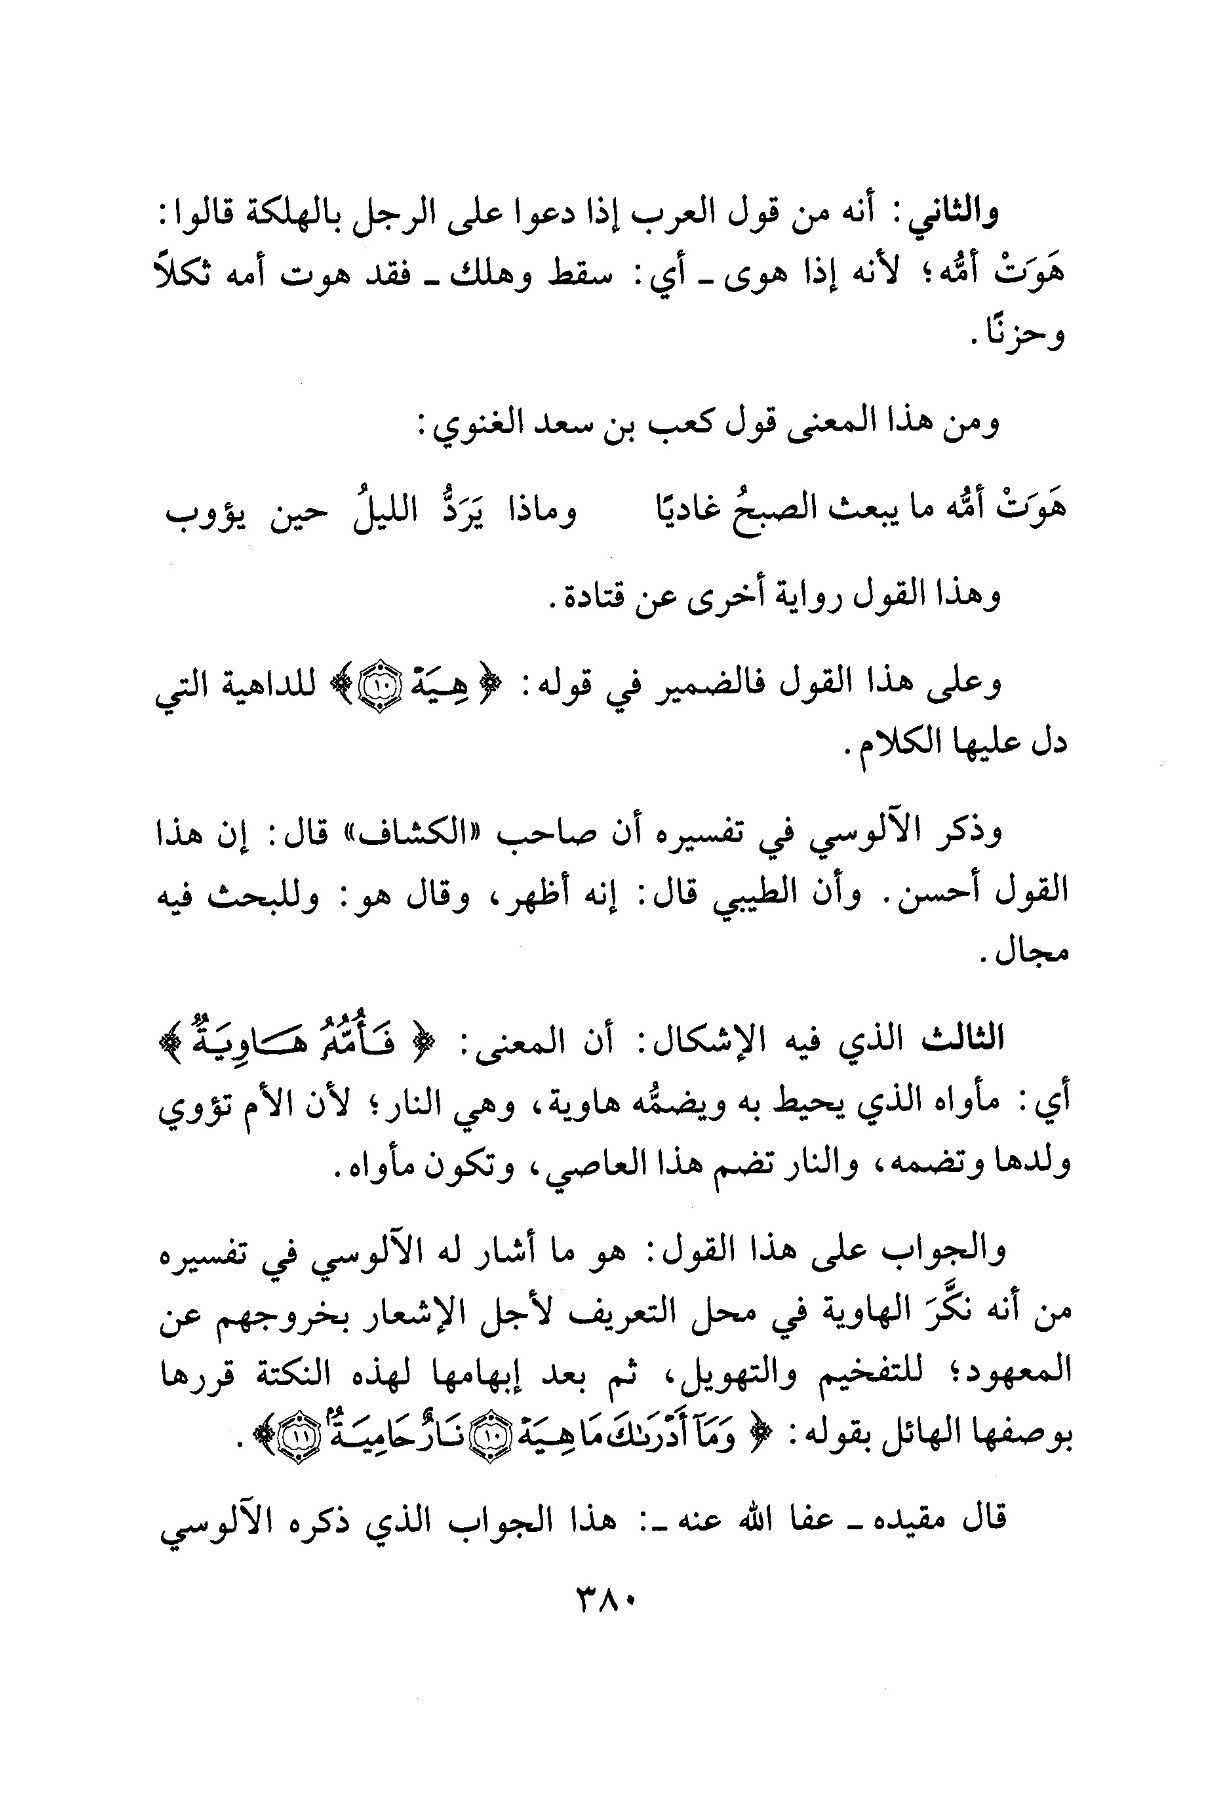 والثاني: أنه من قول العرب إذا دعوا على الرجل بالهلكة قالوا:
هَوَتْ أمُّه؛ لأنه إذا هوى ـ أي: سقط وهلك ـ فقد هوت أمه ثكلاً
وحزنًا.
ومن هذا المعنى قول كعب بن سعد الغنوي:
هَوَتْ أمُّه ما يبعث الصبحُ غاديًا وماذا يَرَدُّ الليلُ حين يؤوب
وهذا القول رواية أخرى عن قتادة.
وعلى هذا القول فالضمير في قوله: ﴿هِيَهْ ۝١٠﴾ للداهية التي
دل عليها الكلام.
وذكر الآلوسي في تفسيره أن صاحب «الكشاف» قال: إن هذا
القول أحسن. وأن الطيبي قال: إنه أظهر، وقال هو: وللبحث فيه
مجال.
الثالث الذي فيه الإشكال: أن المعنى: ﴿فَأُمُّهُۥ هَاوِيَةٌ﴾
أي: مأواه الذي يحيط به ويضمُّه هاوية، وهي النار؛ لأن الأم تؤوي
ولدها وتضمه، والنار تضم هذا العاصي، وتكون مأواه.
والجواب على هذا القول: هو ما أشار له الآلوسي في تفسيره
من أنه نكَّرَ الهاوية في محل التعريف لأجل الإشعار بخروجهم عن
المعهود؛ للتفخيم والتهويل، ثم بعد إبهامها لهذه النكتة قررها
بوصفها الهائل بقوله: ﴿وَمَآ أَدْرَىٰكَ مَا هِيَهْ ۝١٠ نَارٌ حَامِيَةٌۢ ۝١١﴾.
قال مقيده ـ عفا الله عنه ـ: هذا الجواب الذي ذكره الآلوسي
٣٨٠